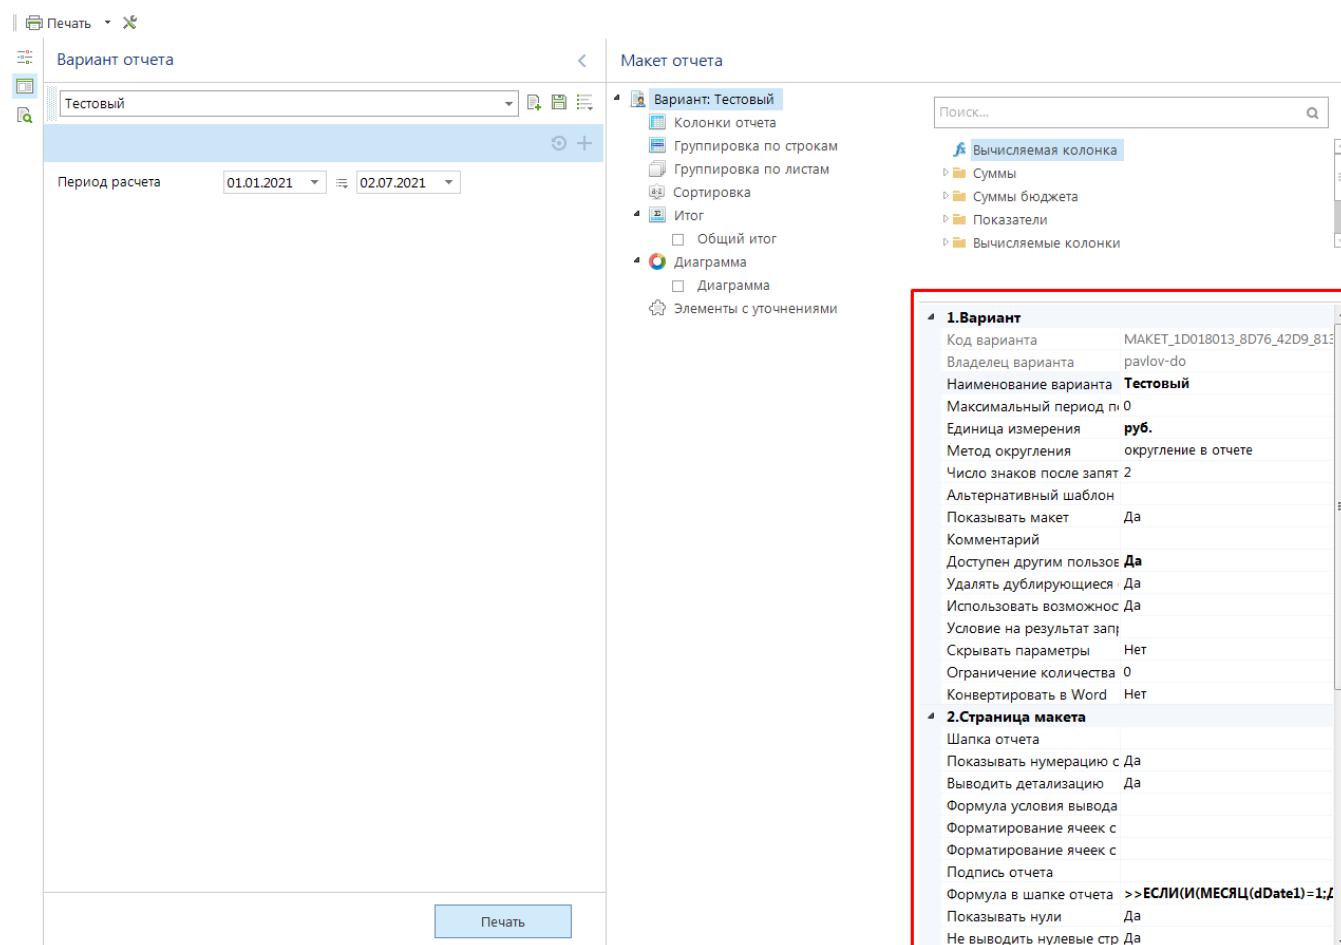 Печать
Вариант отчета
Тестовый
Период расчета
01.01.2021
02.07.2021
Печать
Макет отчета
Вариант: Тестовый
Колонки отчета
Группировка по строкам
Группировка по листам
Сортировка
Итог
Общий итог
Диаграмма
Диаграмма
Элементы с уточнениями
Поиск...
Вычисляемая колонка
Суммы
Суммы бюджета
Показатели
Вычисляемые колонки
1.Вариант
Код варианта МАКЕТ_1D018013_8D76_42D9_813
Владелец варианта pavlov-do
Наименование варианта Тестовый
Максимальный период 0
Единица измерения руб.
Метод округления округление в отчете
Число знаков после запят 2
Альтернативный шаблон
Показывать макет Да
Комментарий
Доступен другим пользов Да
Удалять дублирующиеся Да
Использовать возможнос Да
Условие на результат зап
Скрывать параметры Нет
Ограничение количества 0
Конвертировать в Word Нет
2.Страница макета
Шапка отчета
Показывать нумерацию с Да
Выводить детализацию Да
Формула условия вывода
Форматирование ячеек с
Форматирование ячеек с
Подпись отчета
Формула в шапке отчета >>ЕСЛИ(И(МЕСЯЦ(dDate1)=1;
Показывать нули Да
Не выводить нулевые стр Да